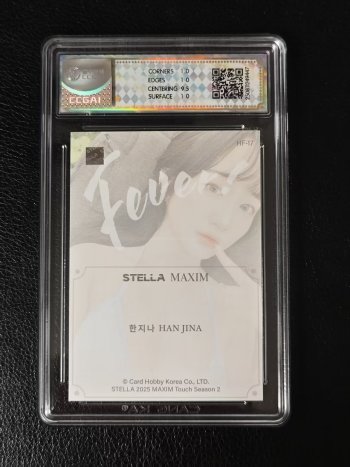 CCGAI
CORNERS 10
EDGES 10
CENTERING 9.5
SURFACE 10
HF-17
Fever!
STELLA MAXIM
한지나 HAN JINA
© Card Hobby Korea Co., LTD.
STELLA 2025 MAXIM Touch Season 2